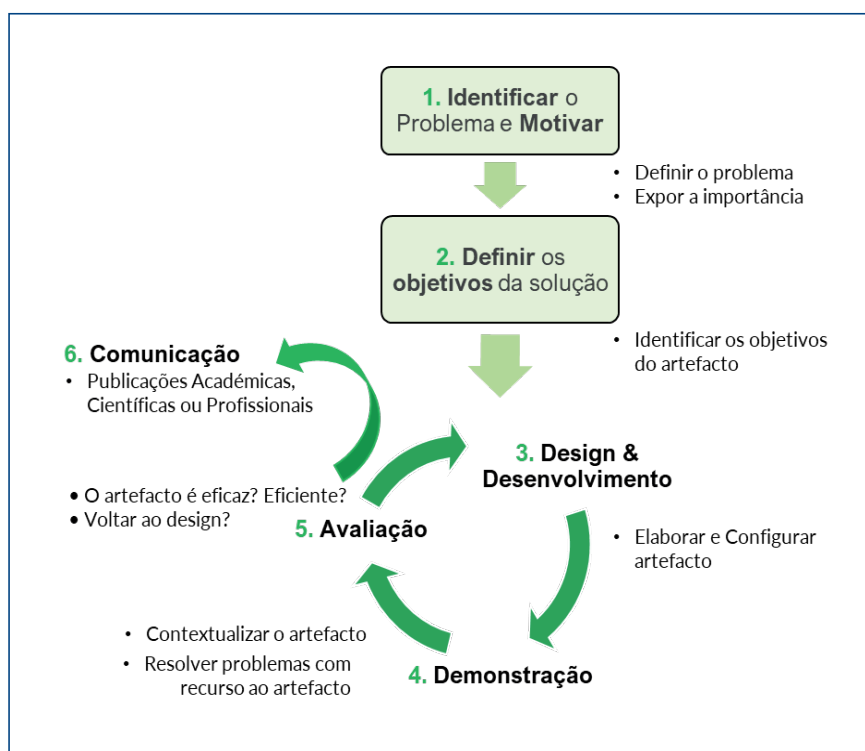 1. Identificar o
Problema e Motivar
• Definir o problema
• Expor a importância
2. Definir os
objetivos da solução
• Identificar os objetivos
do artefacto
3. Design &
Desenvolvimento
• Elaborar e Configurar
artefacto
4. Demonstração
• Contextualizar o artefacto
• Resolver problemas com
recurso ao artefacto
5. Avaliação
• O artefacto é eficaz? Eficiente?
• Voltar ao design?
6. Comunicação
• Publicações Académicas,
Científicas ou Profissionais